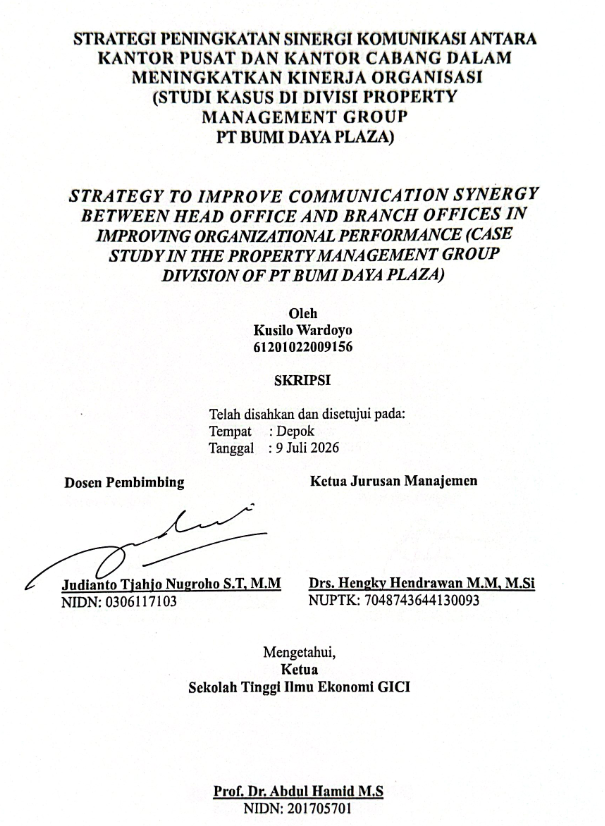 STRATEGI PENINGKATAN SINERGI KOMUNIKASI ANTARA
KANTOR PUSAT DAN KANTOR CABANG DALAM
MENINGKATKAN KINERJA ORGANISASI
(STUDI KASUS DI DIVISI PROPERTY
MANAGEMENT GROUP
PT BUMI DAYA PLAZA)
STRATEGY TO IMPROVE COMMUNICATION SYNERGY
BETWEEN HEAD OFFICE AND BRANCH OFFICES IN
IMPROVING ORGANIZATIONAL PERFORMANCE (CASE
STUDY IN THE PROPERTY MANAGEMENT GROUP
DIVISION OF PT BUMI DAYA PLAZA)
Oleh
Kusilo Wardoyo
61201022009156
SKRIPSI
Telah disahkan dan disetujui pada:
Tempat : Depok
Tanggal : 9 Juli 2026
Dosen Pembimbing
Ketua Jurusan Manajemen
Judianto Tjahjo Nugroho S.T, M.M
NIDN: 0306117103
Drs. Hengky Hendrawan M.M, M.Si
NUPTK: 7048743644130093
Mengetahui,
Ketua
Sekolah Tinggi Ilmu Ekonomi GICI
Prof. Dr. Abdul Hamid M.S
NIDN: 201705701